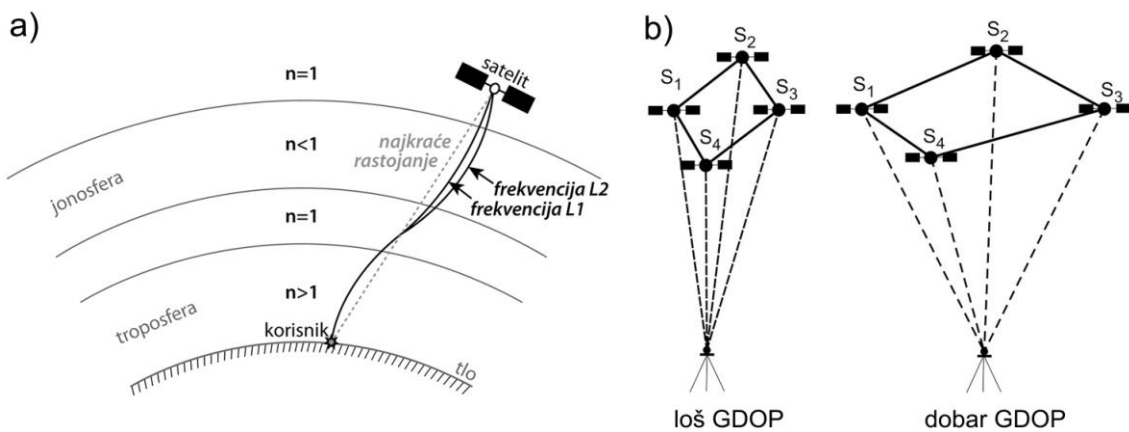 a)
n=1
satelit
n<1
najkraće
rastojanje
jonosfera
frekvencija L2
frekvencija L1
n=1
n>1
troposfera
korisnik
tlo
b)
S2
S1
S3
S4
loš GDOP
S2
S1
S3
S4
dobar GDOP